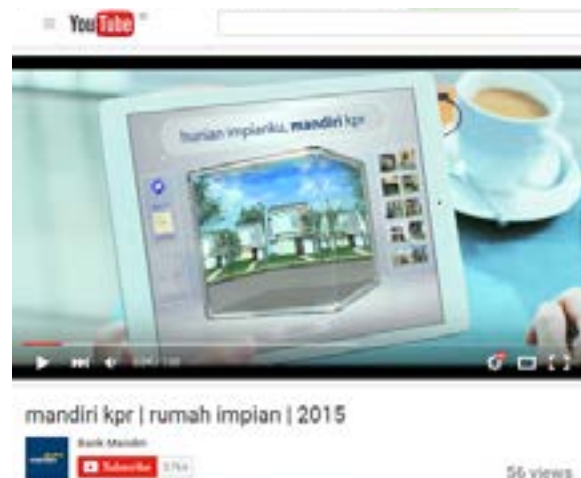 YouTube
hunian impianku, mandiri kpr
mandiri kpr | rumah impian | 2015
Bank Mandiri
Subscribe
56 views